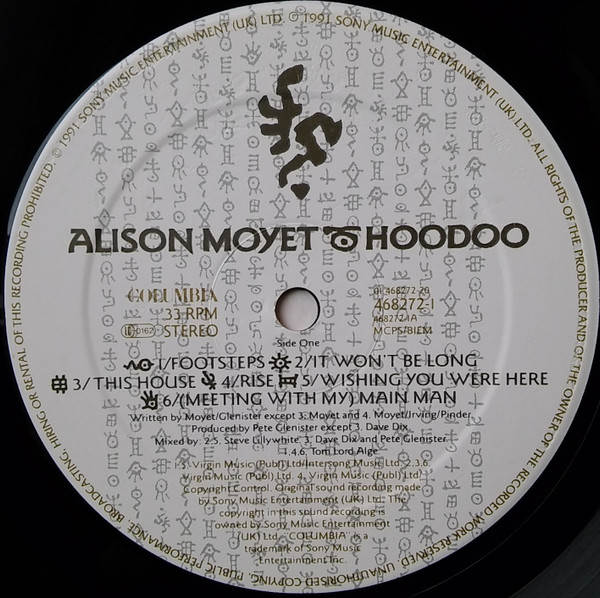 ℗ 1991 SONY MUSIC ENTERTAINMENT (UK) LTD. © 1991 SONY MUSIC ENTERTAINMENT (UK) LTD. ALL RIGHTS OF THE PRODUCER AND OF THE OWNER OF THE RECORDED WORK RESERVED. UNAUTHORISED COPYING, PUBLIC PERFORMANCE, BROADCASTING, HIRING OR RENTAL OF THIS RECORDING PROHIBITED.
ALISON MOYET HOODOO
COLUMBIA
33 RPM
LC 0162 STEREO
01-468272-20
468272-1
468272-1A
MCPS/BIEM
Side One
1/FOOTSTEPS 2/IT WON'T BE LONG
3/THIS HOUSE 4/RISE 5/WISHING YOU WERE HERE
6/(MEETING WITH MY) MAIN MAN
Written by Moyet/Glenister except 3. Moyet and 4. Moyet/Irving/Pinder.
Produced by Pete Glenister except 3. Dave Dix.
Mixed by: 2.5. Steve Lillywhite. 3. Dave Dix and Pete Glenister.
1.4.6. Tom Lord Alge.
1.5. Virgin Music (Publ) Ltd/Intersong Music Ltd. 2.3.6.
Virgin Music (Publ) Ltd. 4. Virgin Music (Publ) Ltd./
Copyright Control. Original sound recording made
by Sony Music Entertainment (UK) Ltd. The
copyright in this sound recording is
owned by Sony Music Entertainment
(UK) Ltd. 'COLUMBIA' is a
trademark of Sony Music
Entertainment Inc.